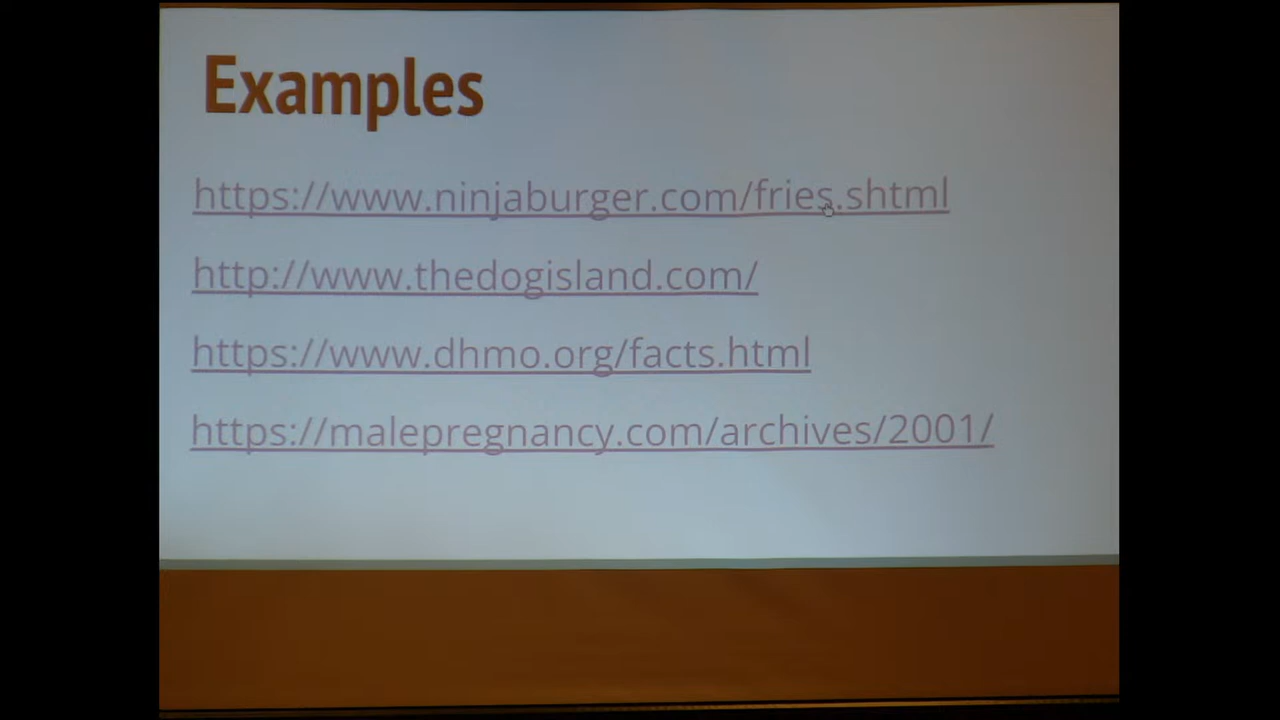 Examples
https://www.ninjaburger.com/fries.shtml
http://www.thedogisland.com/
https://www.dhmo.org/facts.html
https://malepregnancy.com/archives/2001/